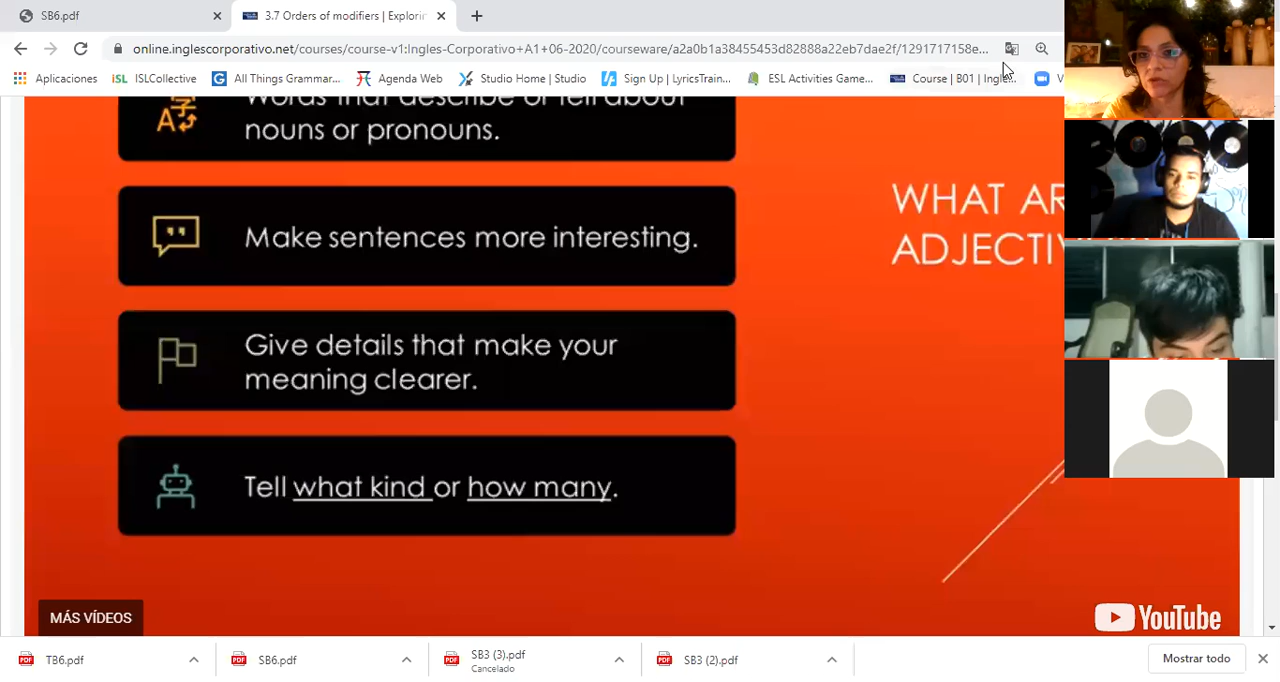 SB6.pdf
3.7 Orders of modifiers | Explorin
online.inglescorporativo.net/courses/course-v1:Ingles-Corporativo+A1+06-2020/courseware/a2a0b1a38455453d82888a22eb7dae2f/1291717158e...
Aplicaciones
iSL ISLCollective
All Things Grammar...
Agenda Web
Studio Home | Studio
Sign Up | LyricsTrain...
ESL Activities Game...
Course | B01 | Ingle...
V
Words that describe or tell about
nouns or pronouns.
Make sentences more interesting.
Give details that make your
meaning clearer.
Tell what kind or how many.
WHAT AR
ADJECTIV
MÁS VÍDEOS
YouTube
TB6.pdf
SB6.pdf
SB3 (3).pdf
Cancelado
SB3 (2).pdf
Mostrar todo